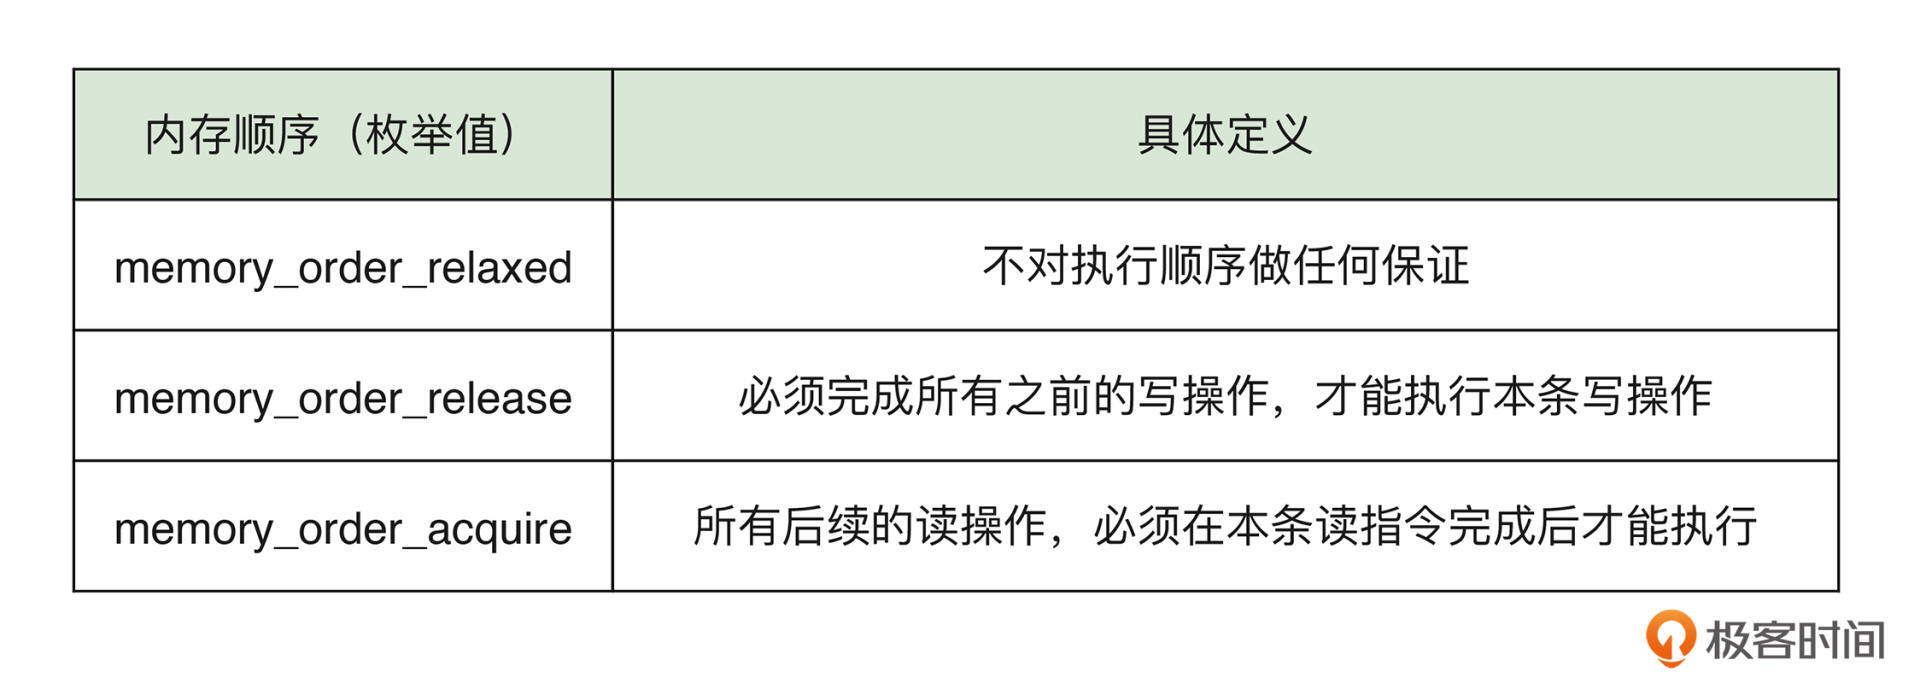 内存顺序（枚举值）
具体定义
memory_order_relaxed
不对执行顺序做任何保证
memory_order_release
必须完成所有之前的写操作，才能执行本条写操作
memory_order_acquire
所有后续的读操作，必须在本条读指令完成后才能执行
极客时间